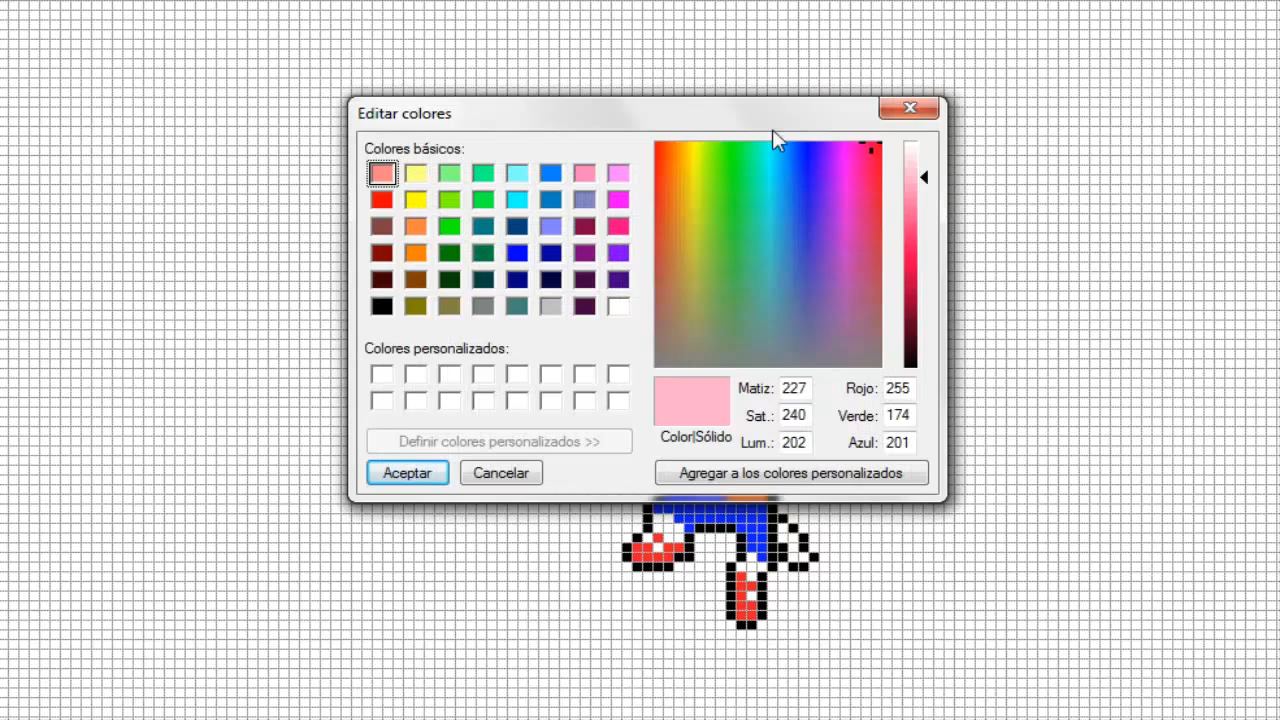 Editar colores
Colores básicos:
Colores personalizados:
Definir colores personalizados >>
Aceptar
Cancelar
Color|Sólido
Matiz: 227
Sat.: 240
Lum.: 202
Rojo: 255
Verde: 174
Azul: 201
Agregar a los colores personalizados